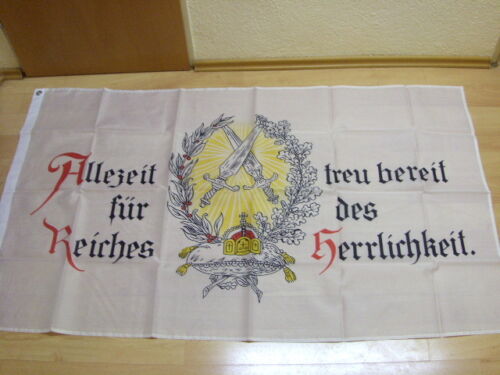 Allezeit treu bereit
für des
Reiches Herrlichkeit.